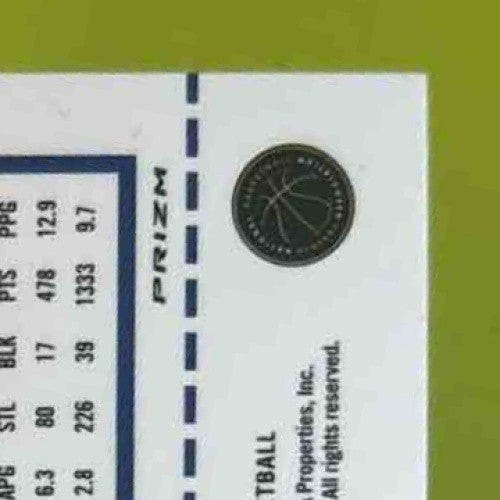 APG STL BLK PTS PPG
6.3 80 17 478 12.9
2.8 226 39 1333 9.7
PRIZM
TBALL
Properties, Inc.
All rights reserved.